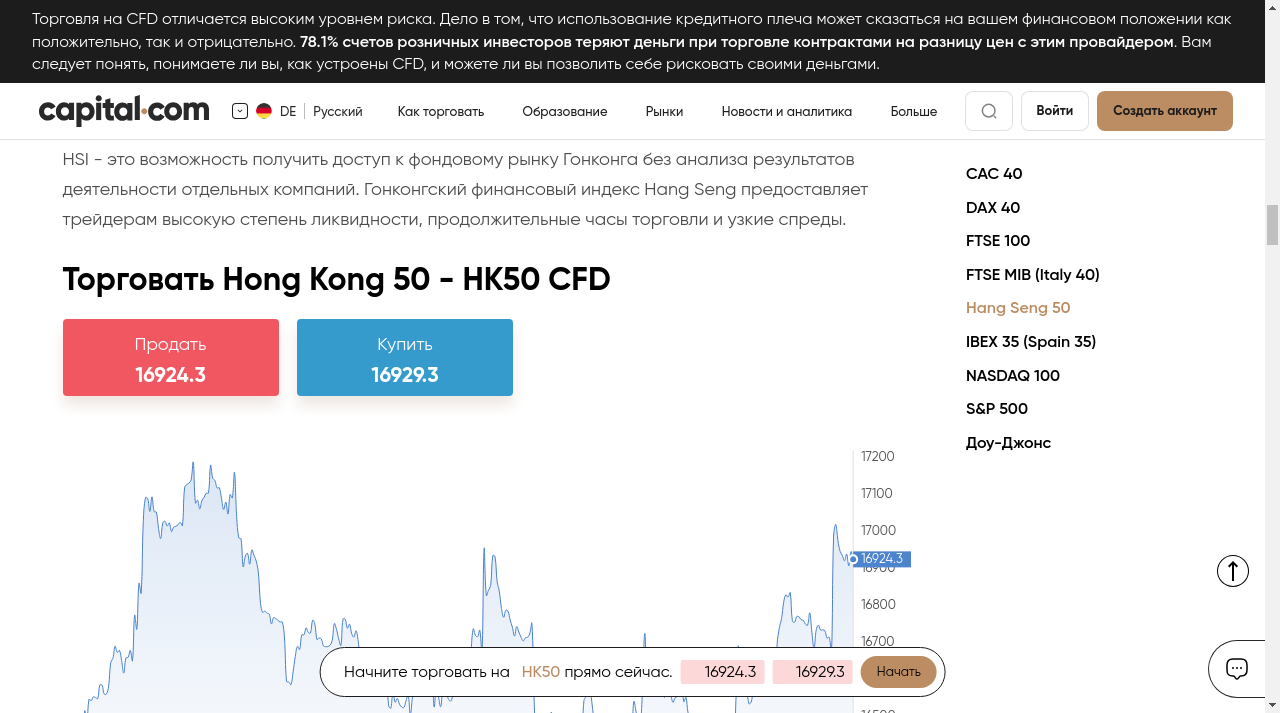 Торговля на CFD отличается высоким уровнем риска. Дело в том, что использование кредитного плеча может сказаться на вашем финансовом положении как
положительно, так и отрицательно. 78.1% счетов розничных инвесторов теряют деньги при торговле контрактами на разницу цен с этим провайдером. Вам
следует понять, понимаете ли вы, как устроены CFD, и можете ли вы позволить себе рисковать своими деньгами.
capital.com
DE
Русский
Как торговать
Образование
Рынки
Новости и аналитика
Больше
Войти
Создать аккаунт
HSI - это возможность получить доступ к фондовому рынку Гонконга без анализа результатов
деятельности отдельных компаний. Гонконгский финансовый индекс Hang Seng предоставляет
трейдерам высокую степень ликвидности, продолжительные часы торговли и узкие спреды.
Торговать Hong Kong 50 - HK50 CFD
Продать
16924.3
Купить
16929.3
17200
17100
17000
16924.3
16900
16800
16700
16500
CAC 40
DAX 40
FTSE 100
FTSE MIB (Italy 40)
Hang Seng 50
IBEX 35 (Spain 35)
NASDAQ 100
S&P 500
Доу-Джонс
Начните торговать на HK50 прямо сейчас. 16924.3 16929.3 Начать